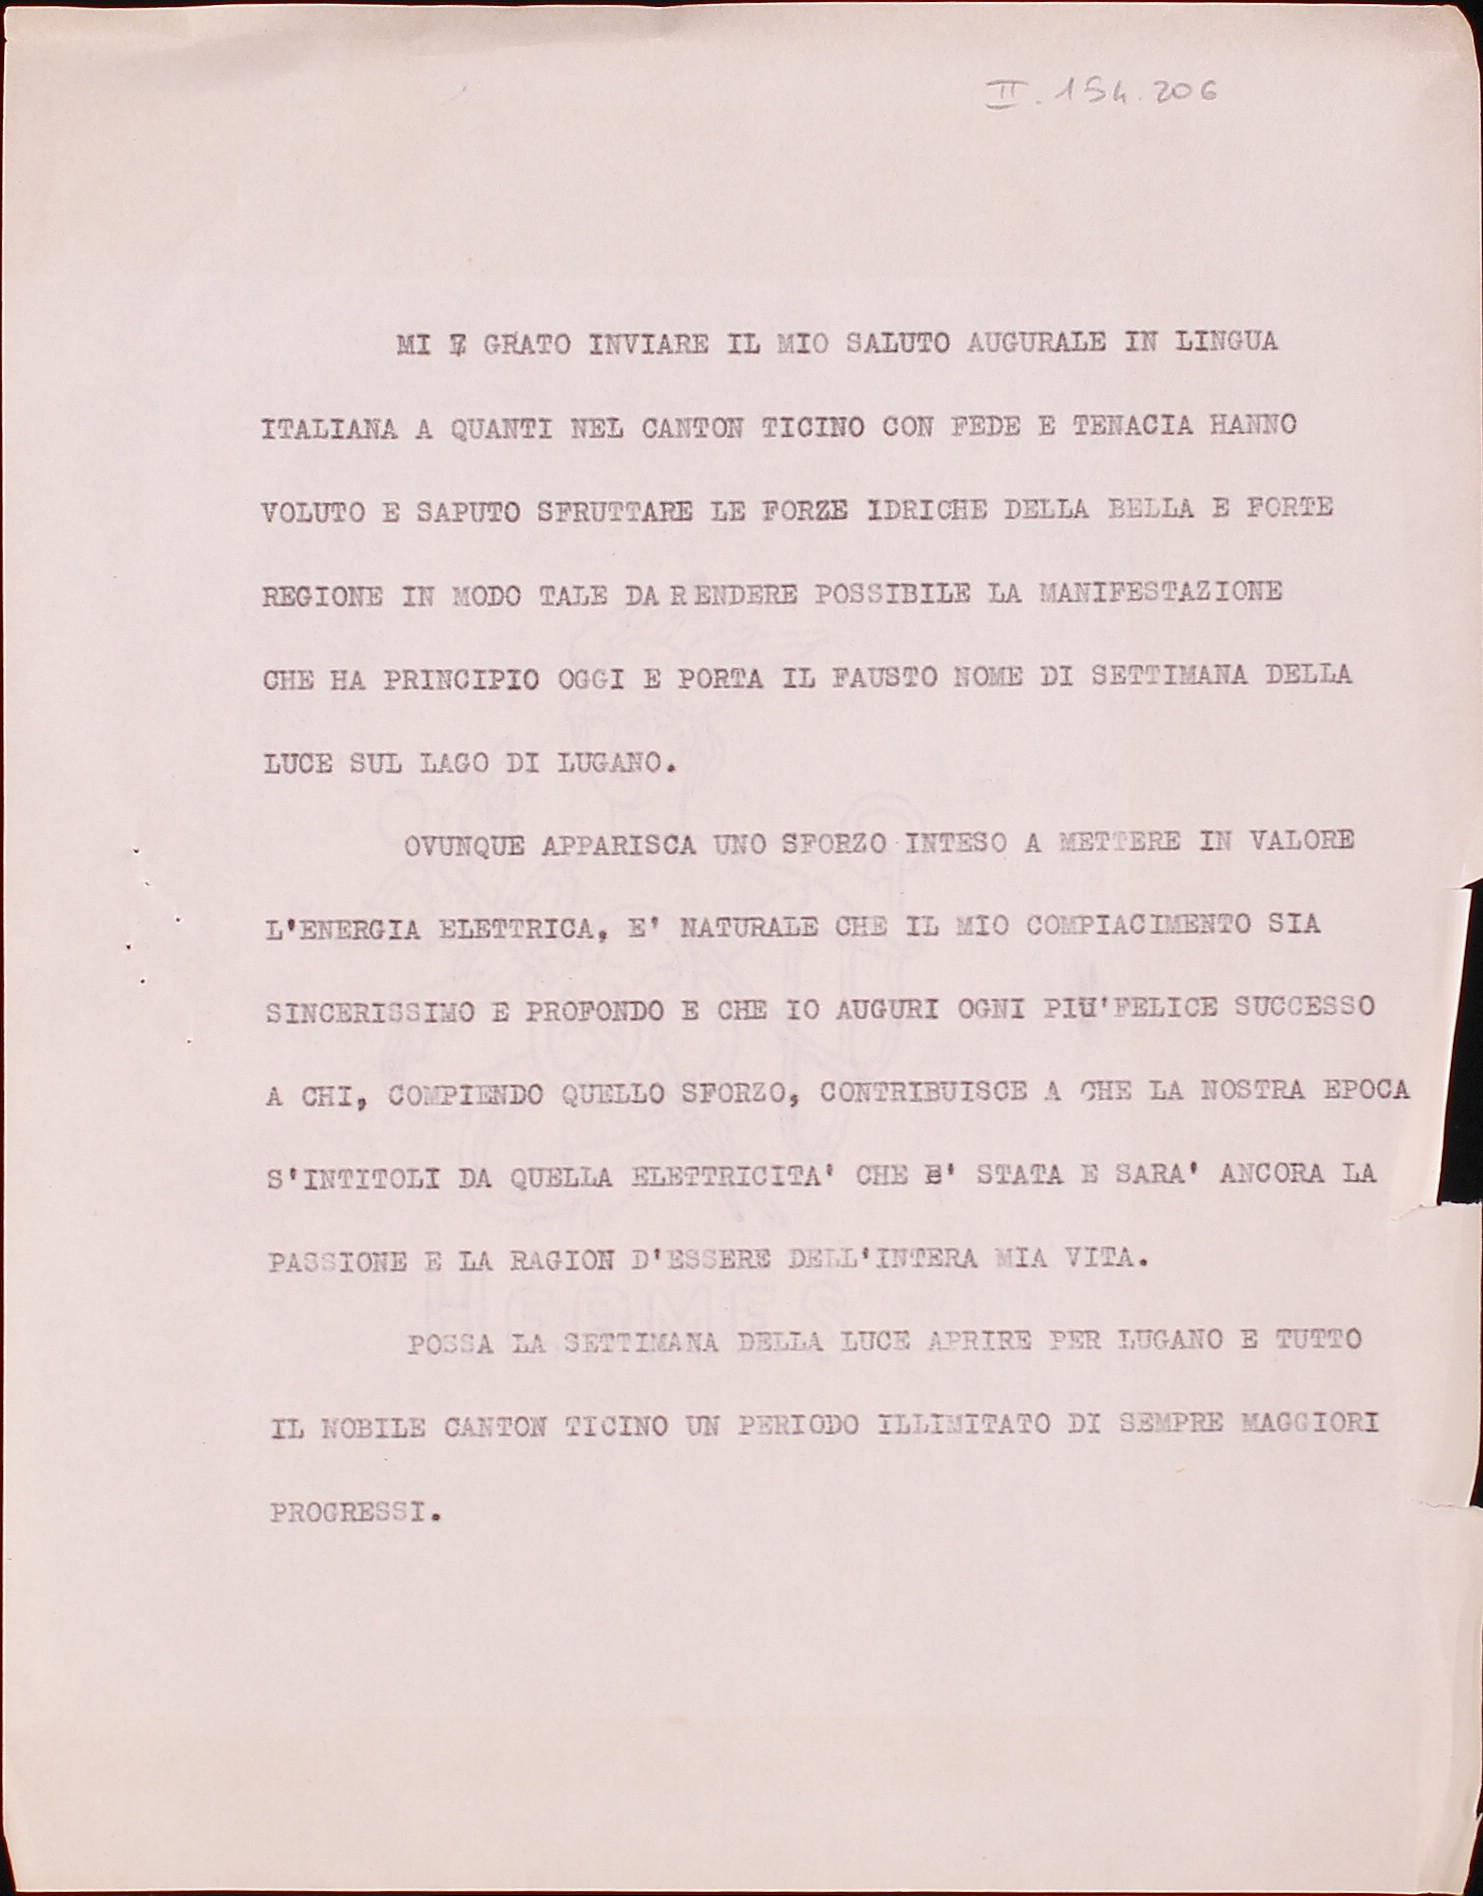 II.154.206
MI E GRATO INVIARE IL MIO SALUTO AUGURALE IN LINGUA
ITALIANA A QUANTI NEL CANTON TICINO CON FEDE E TENACIA HANNO
VOLUTO E SAPUTO SFRUTTARE LE FORZE IDRICHE DELLA BELLA E FORTE
REGIONE IN MODO TALE DA RENDERE POSSIBILE LA MANIFESTAZIONE
CHE HA PRINCIPIO OGGI E PORTA IL FAUSTO NOME DI SETTIMANA DELLA
LUCE SUL LAGO DI LUGANO.
OVUNQUE APPARISCA UNO SFORZO INTESO A METTERE IN VALORE
L'ENERGIA ELETTRICA, E' NATURALE CHE IL MIO COMPIACIMENTO SIA
SINCERISSIMO E PROFONDO E CHE IO AUGURI OGNI PIU'FELICE SUCCESSO
A CHI, COMPIENDO QUELLO SFORZO, CONTRIBUISCE A CHE LA NOSTRA EPOCA
S'INTITOLI DA QUELLA ELETTRICITA' CHE E' STATA E SARA' ANCORA LA
PASSIONE E LA RAGION D'ESSERE DELL'INTERA MIA VITA.
HERMES
POSSA LA SETTIMANA DELLA LUCE APRIRE PER LUGANO E TUTTO
IL NOBILE CANTON TICINO UN PERIODO ILLIMITATO DI SEMPRE MAGGIORI
PROGRESSI.